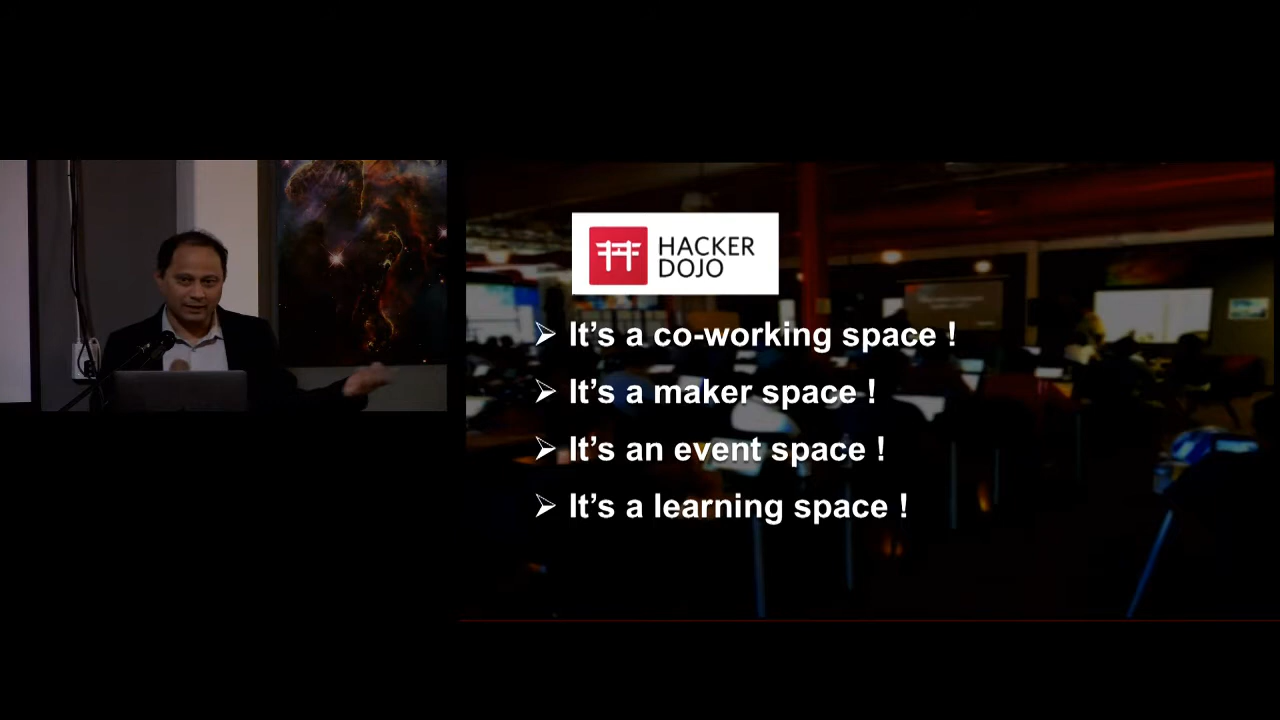 HACKER
DOJO
➢ It’s a co-working space !
➢ It’s a maker space !
➢ It’s an event space !
➢ It’s a learning space !